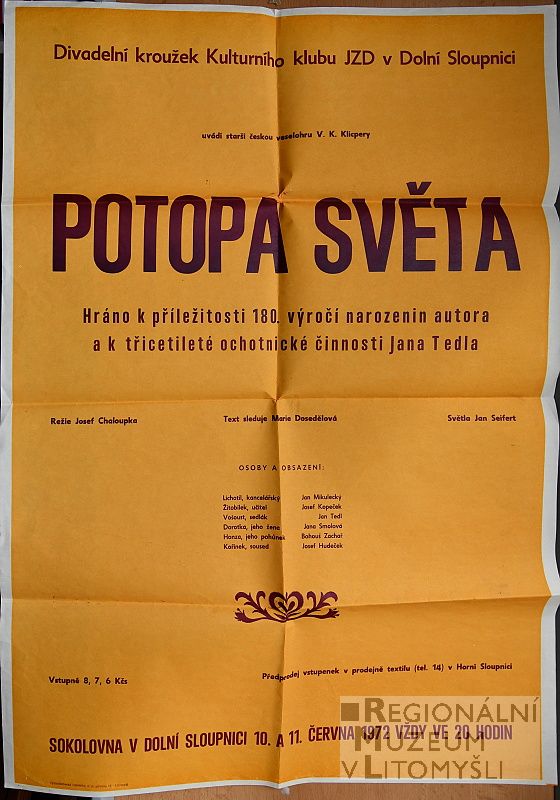 Divadelní kroužek Kulturního klubu JZD v Dolní Sloupnici
uvádí starší českou veselohru V. K. Klicpery
POTOPA SVĚTA
Hráno k příležitosti 180. výročí narozenin autora
a k třicetileté ochotnické činnosti Jana Tedla
Režie Josef Chaloupka Text sleduje Marie Dosedělová Světla Jan Seifert
OSOBY A OBSAZENÍ:
Lichotil, kancelářský Jan Mikulecký
Žitobílek, učitel Josef Kopeček
Vošoust, sedlák Jan Tedl
Dorotka, jeho žena Jana Smolová
Honza, jeho pohůnek Bohouš Zachař
Kořínek, soused Josef Hudeček
Vstupné 8, 7, 6 Kčs Předprodej vstupenek v prodejně textilu (tel. 14) v Horní Sloupnici
SOKOLOVNA V DOLNÍ SLOUPNICI 10. A 11. ČERVNA 1972 VŽDY VE 20 HODIN
REGIONÁLNÍ
MUZEUM
V LITOMYŠLI